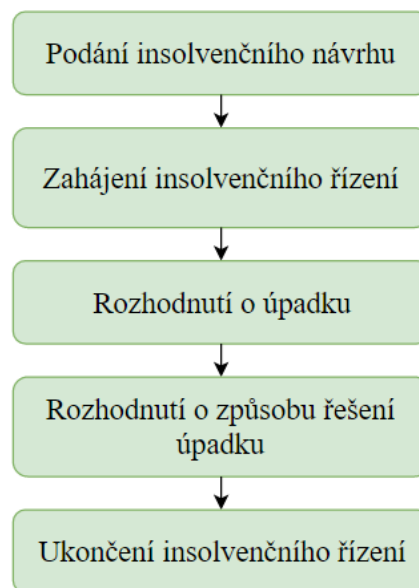 Podání insolvenčního návrhu
Zahájení insolvenčního řízení
Rozhodnutí o úpadku
Rozhodnutí o způsobu řešení
úpadku
Ukončení insolvenčního řízení